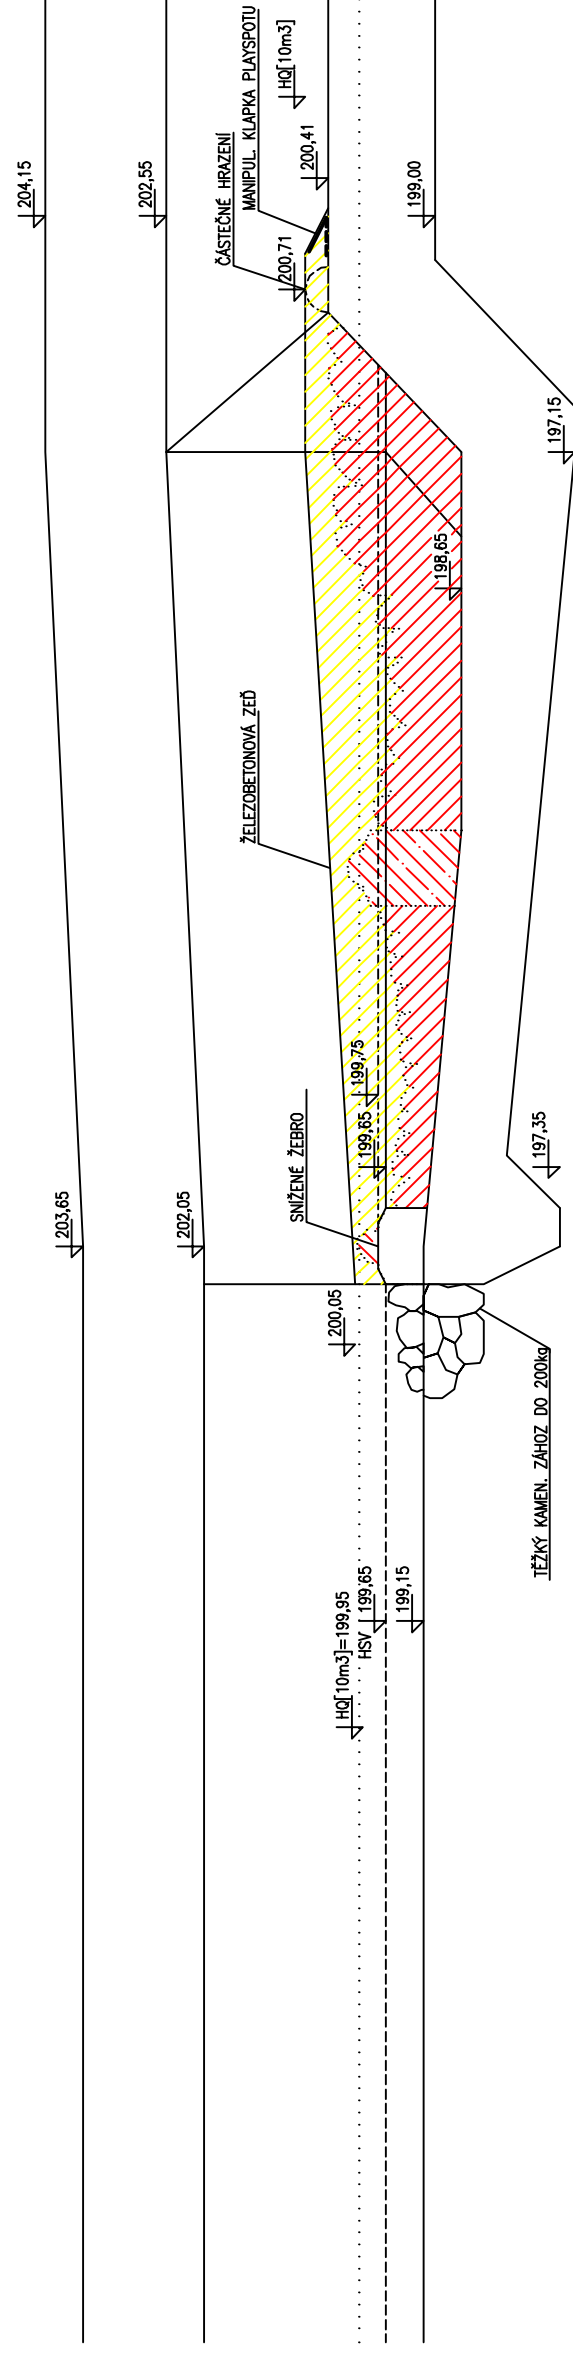 204,15
202,55
ČÁSTEČNÉ HRAZENÍ
MANIPUL. KLAPKA PLAYSPOTU
HQ[10m3]
200,41
200,71
199,00
197,15
198,65
ŽELEZOBETONOVÁ ZEĎ
199,75
199,65
SNÍŽENÉ ŽEBRO
197,35
203,65
202,05
200,05
TĚŽKÝ KAMEN. ZÁHOZ DO 200kg
HQ[10m3]=199,95
HSV 199,65
199,15